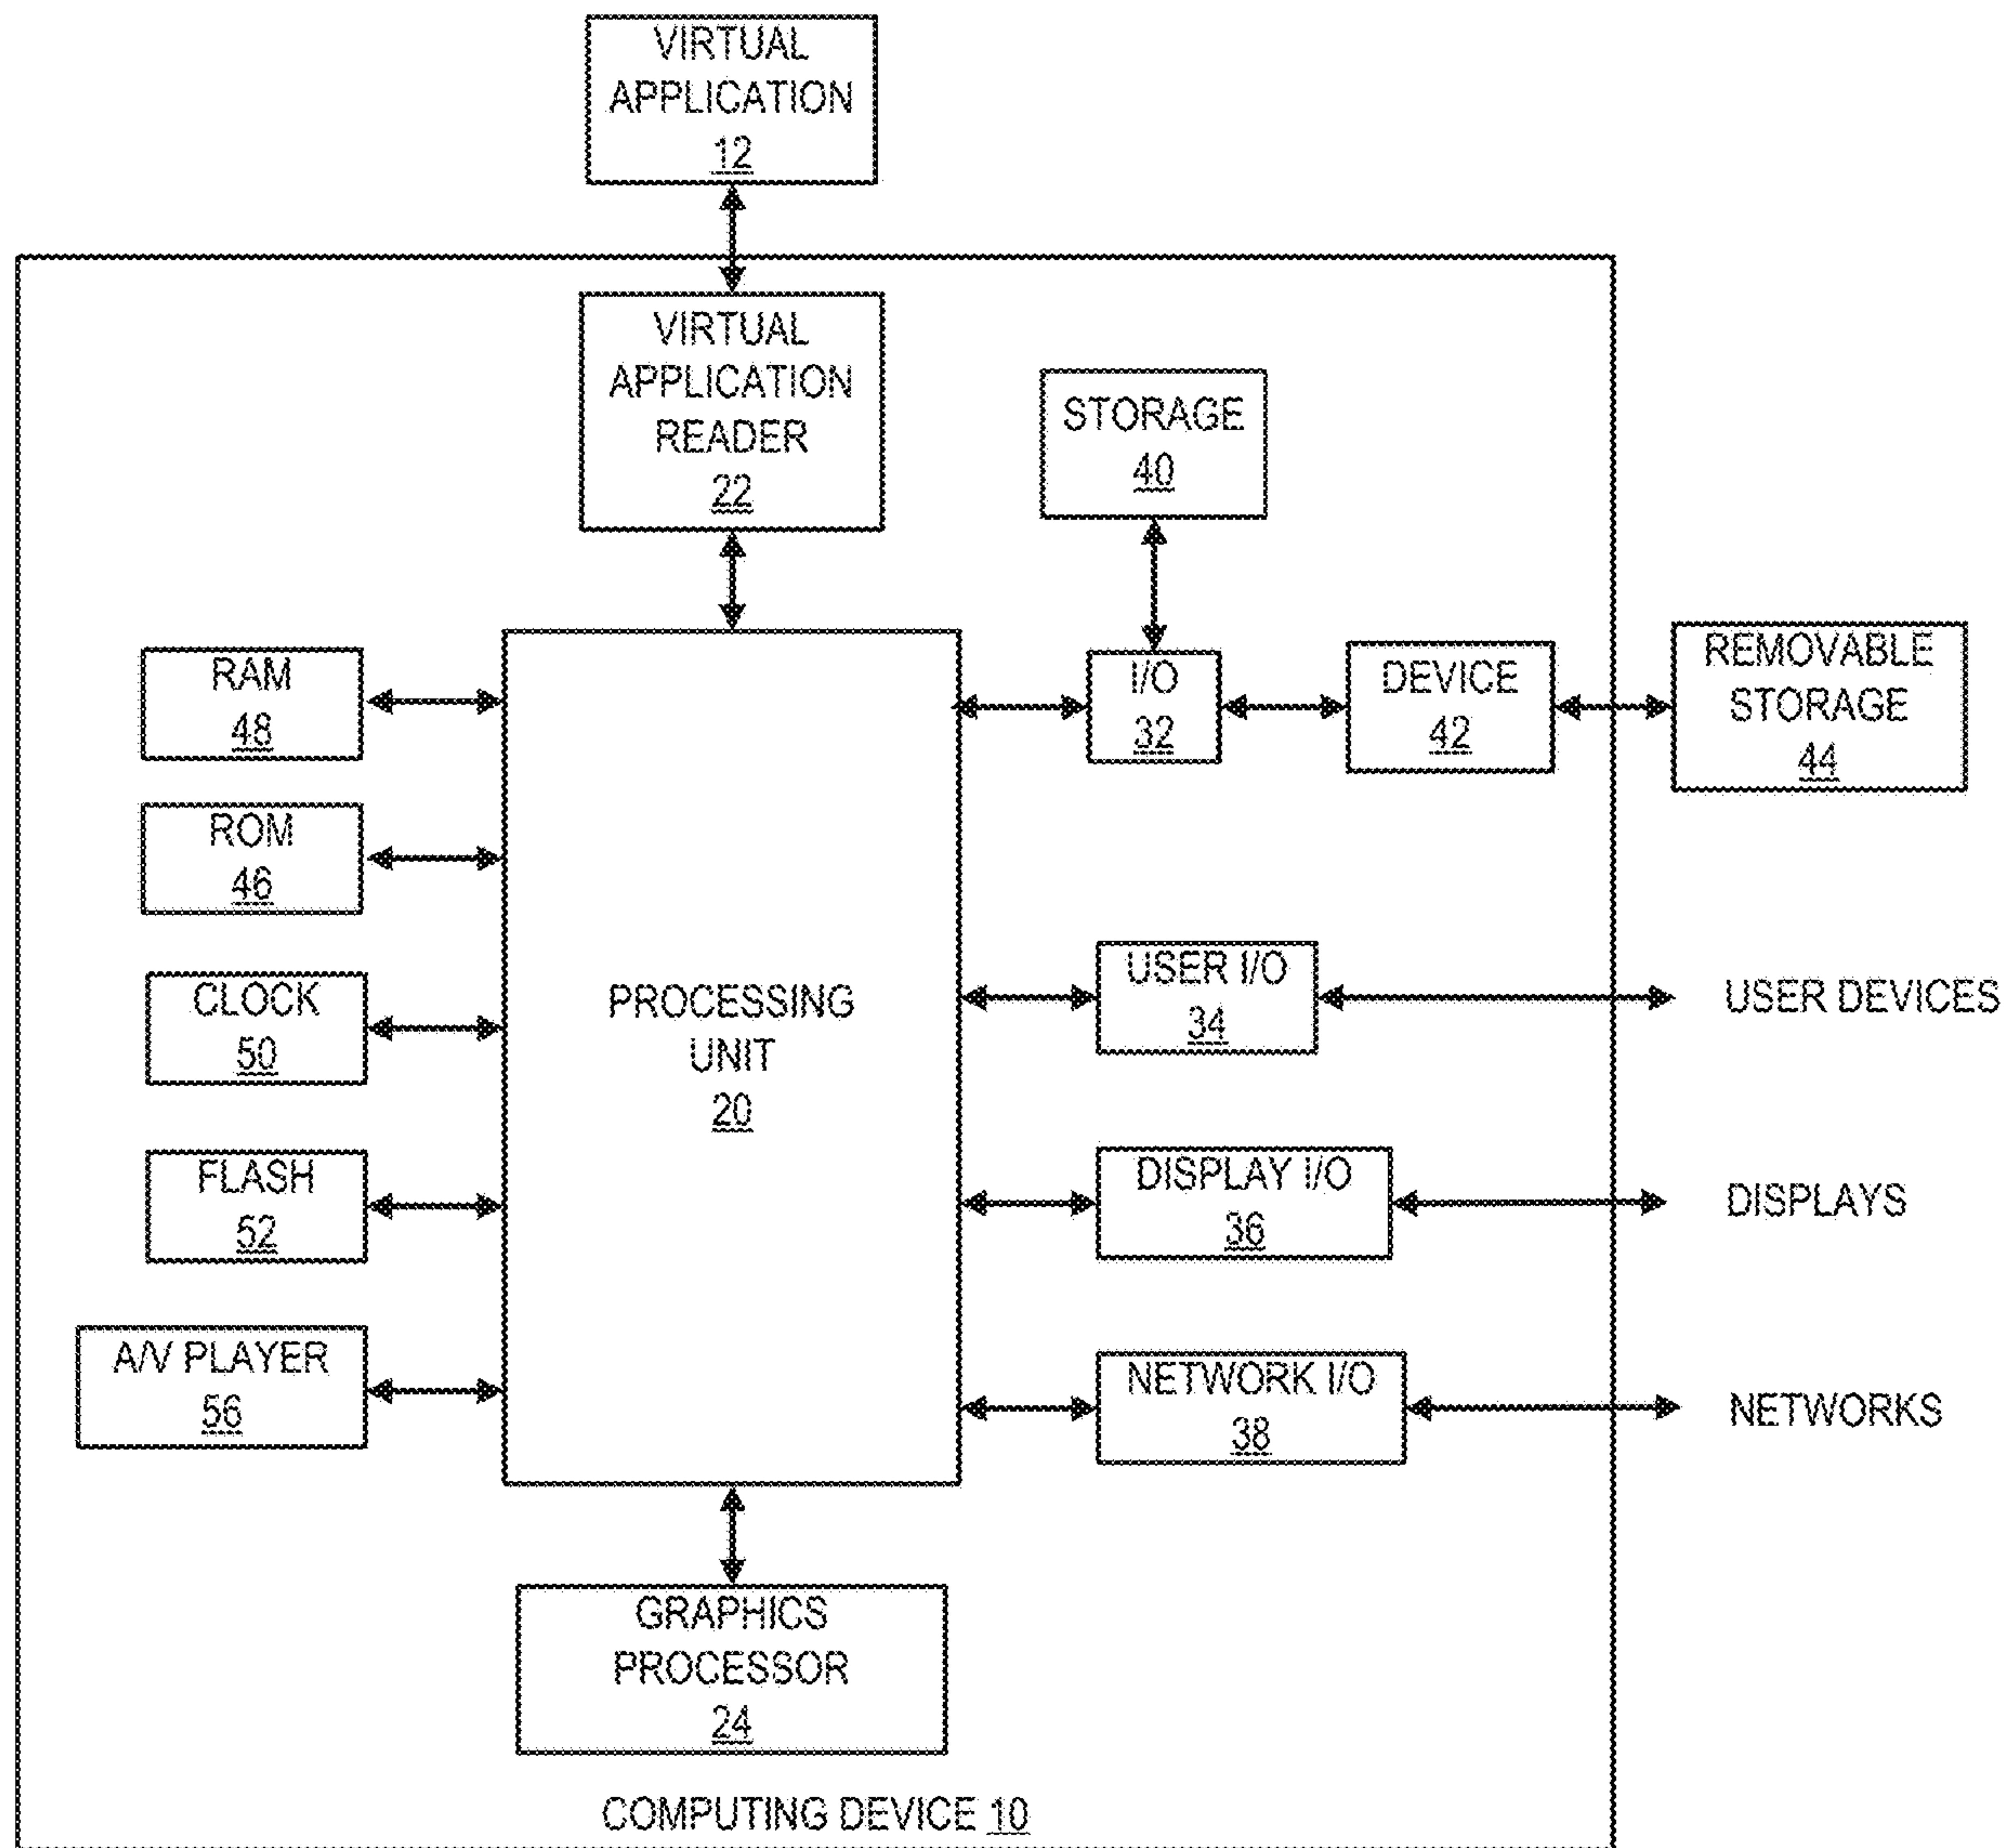 VIRTUAL
APPLICATION
12
VIRTUAL
APPLICATION
READER
22
STORAGE
40
RAM
48
I/O
32
DEVICE
42
REMOVABLE
STORAGE
44
ROM
46
CLOCK
50
PROCESSING
UNIT
20
USER I/O
34
USER DEVICES
FLASH
52
DISPLAY I/O
36
DISPLAYS
A/V PLAYER
56
NETWORK I/O
38
NETWORKS
GRAPHICS
PROCESSOR
24
COMPUTING DEVICE 10